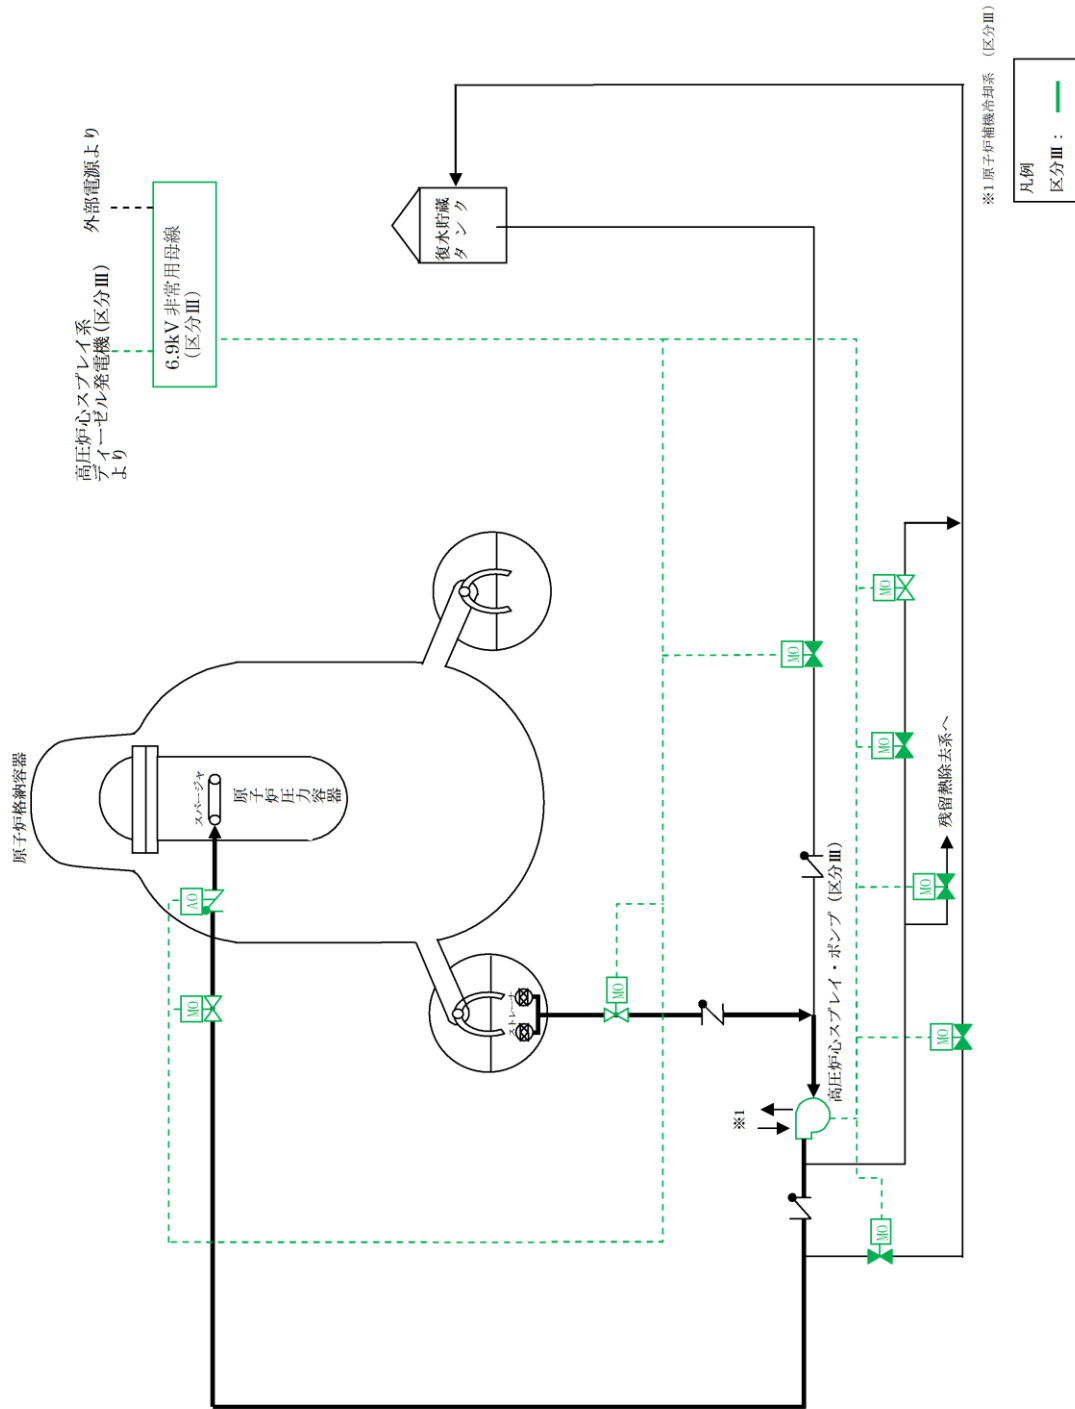 原子炉格納容器
高圧炉心スプレイ系
ディーゼル発電機(区分Ⅲ)
より
外部電源より
6.9kV 非常用母線
(区分Ⅲ)
AO
MO
スパージャ
原子炉圧力容器
ストレーナ
MO
復水貯蔵
タンク
MO
※1
高圧炉心スプレイ・ポンプ (区分Ⅲ)
MO
MO
MO
MO
MO
残留熱除去系へ
※1 原子炉補機冷却系 (区分Ⅲ)
凡例
区分Ⅲ：